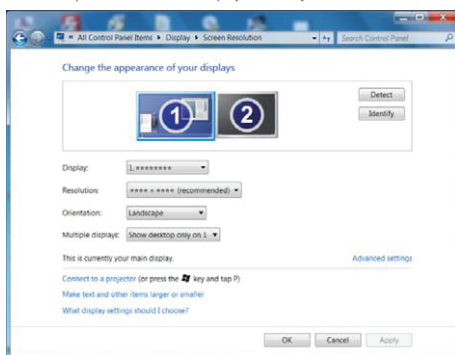 « All Control Panel Items ▸ Display ▸ Screen Resolution
Search Control Panel
Change the appearance of your displays
1
2
Detect
Identify
Display: 1. ********
Resolution: **** × **** (recommended)
Orientation: Landscape
Multiple displays: Show desktop only on 1
This is currently your main display.
Advanced settings
Connect to a projector (or press the key and tap P)
Make text and other items larger or smaller
What display settings should I choose?
OK
Cancel
Apply